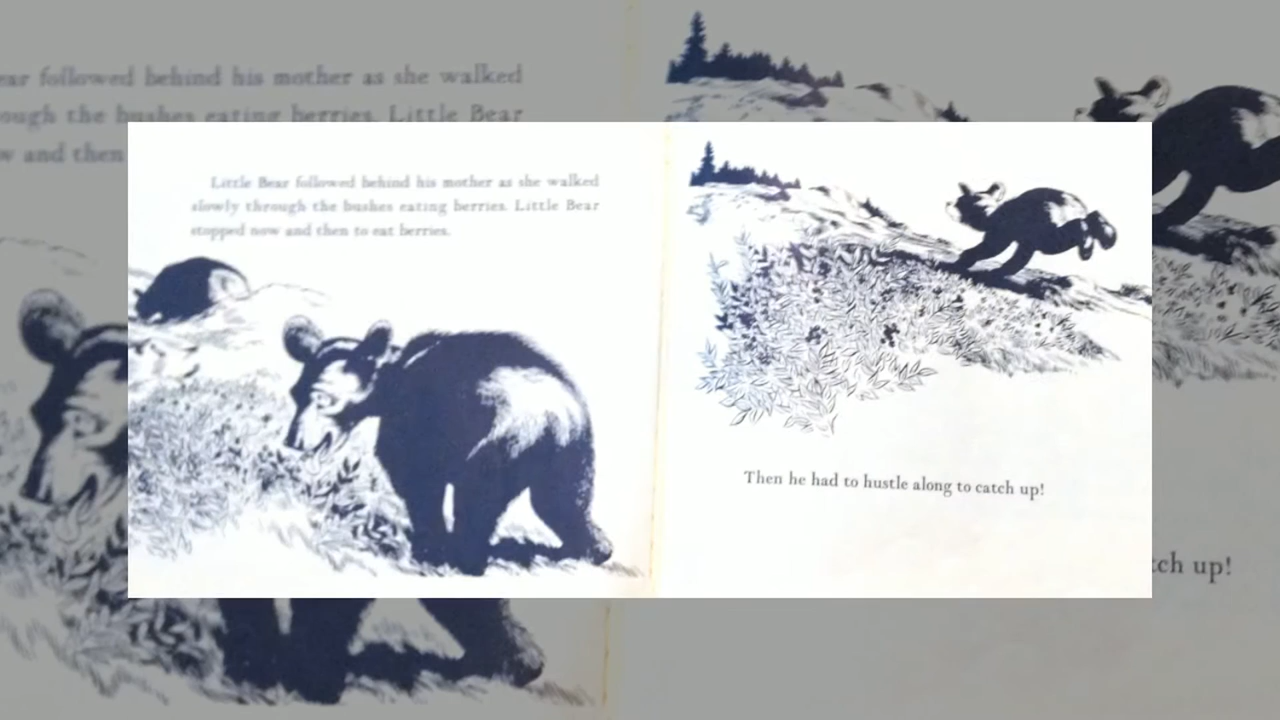 Little Bear followed behind his mother as she walked
slowly through the bushes eating berries. Little Bear
stopped now and then to eat berries.
Then he had to hustle along to catch up!